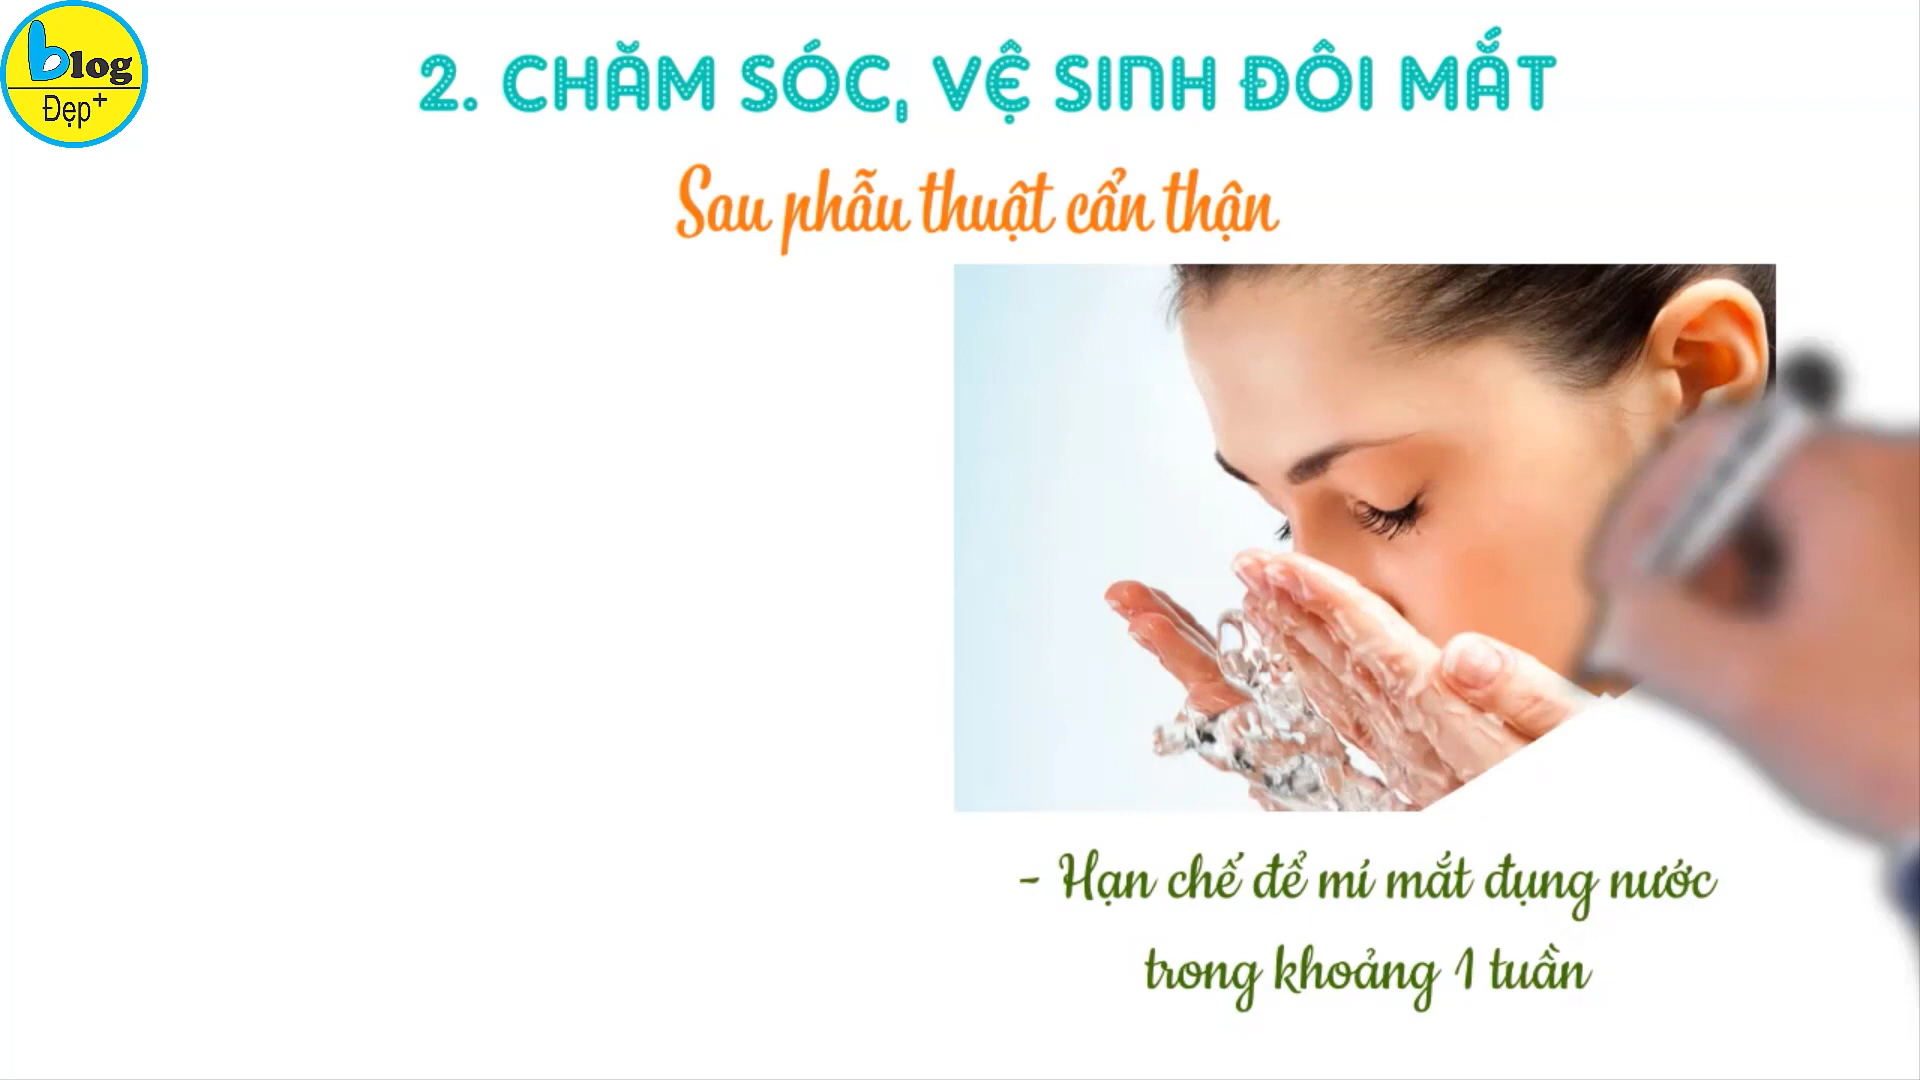 blog
Đẹp+
2. CHĂM SÓC, VỆ SINH ĐÔI MẮT
Sau phẫu thuật cẩn thận
- Hạn chế để mí mắt đụng nước
trong khoảng 1 tuần